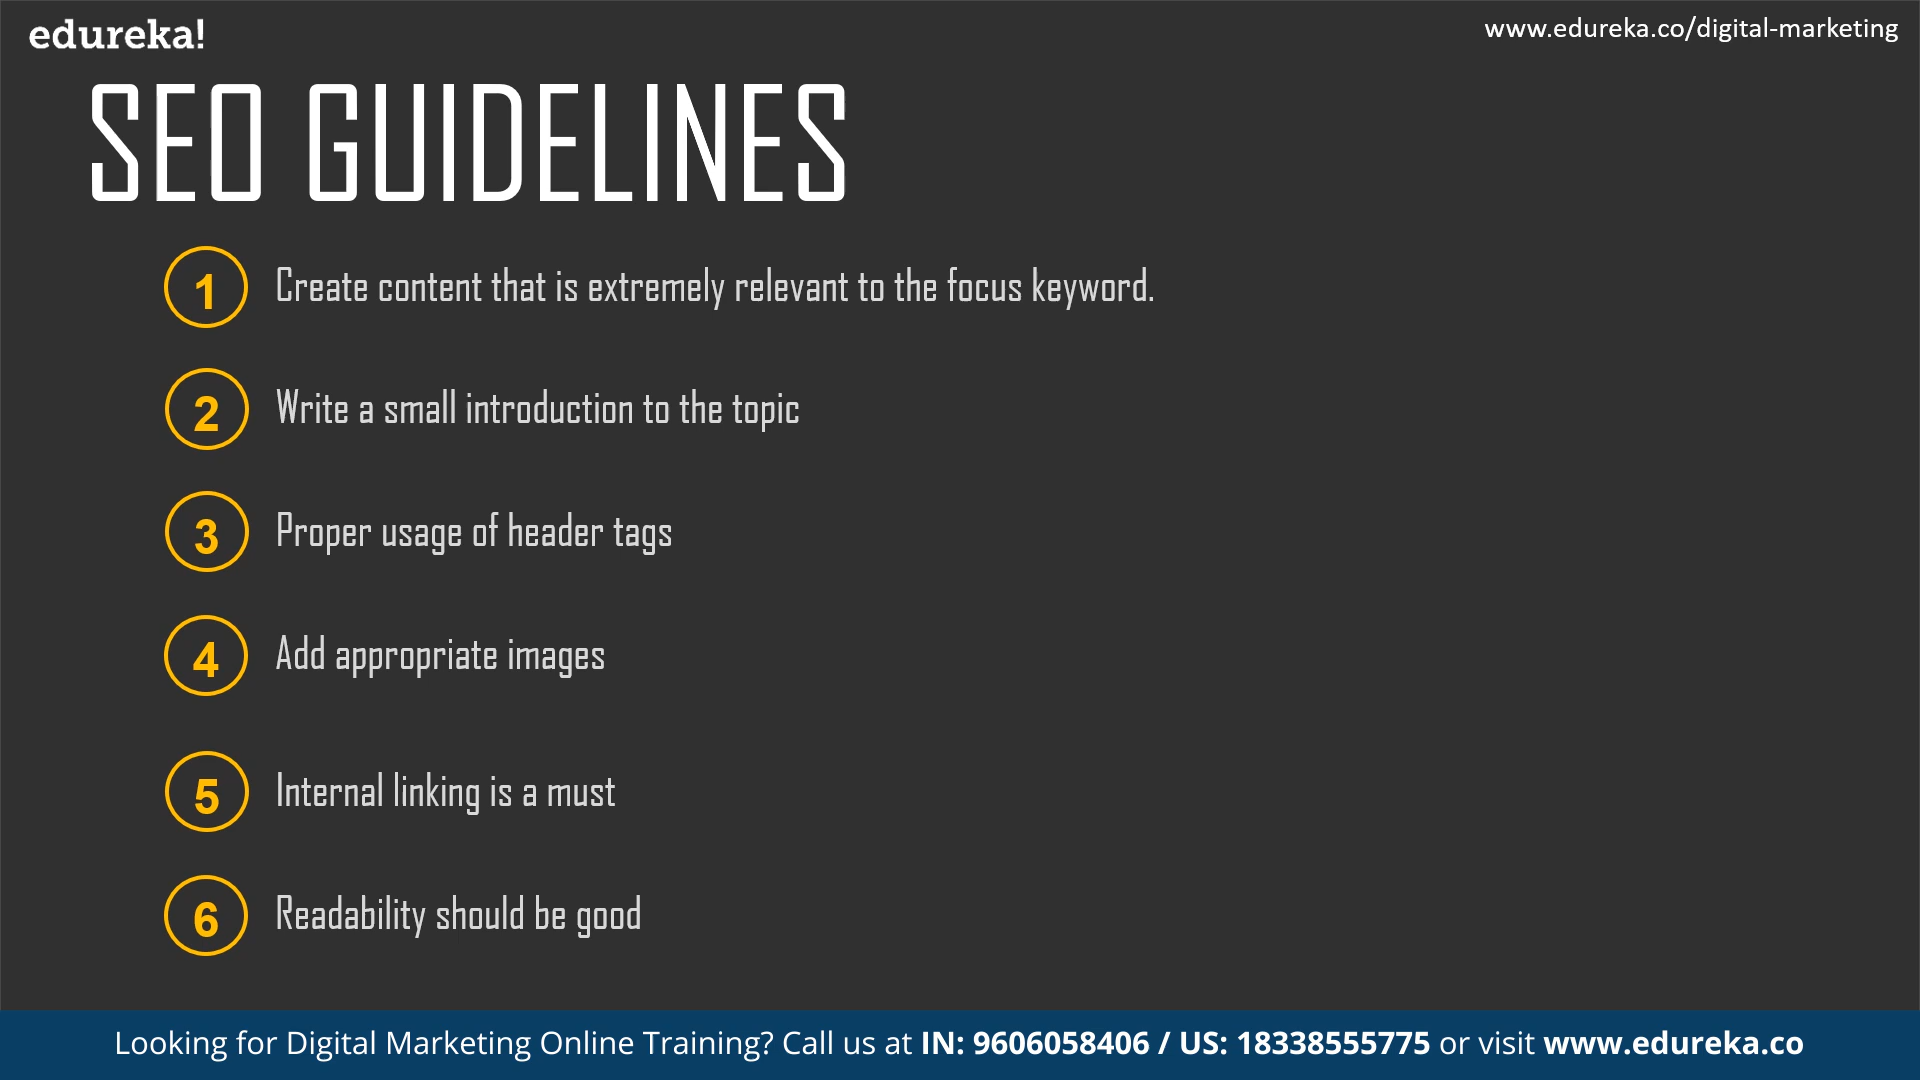 edureka!
www.edureka.co/digital-marketing
SEO GUIDELINES
1 Create content that is extremely relevant to the focus keyword.
2 Write a small introduction to the topic
3 Proper usage of header tags
4 Add appropriate images
5 Internal linking is a must
6 Readability should be good
Looking for Digital Marketing Online Training? Call us at IN: 9606058406 / US: 18338555775 or visit www.edureka.co